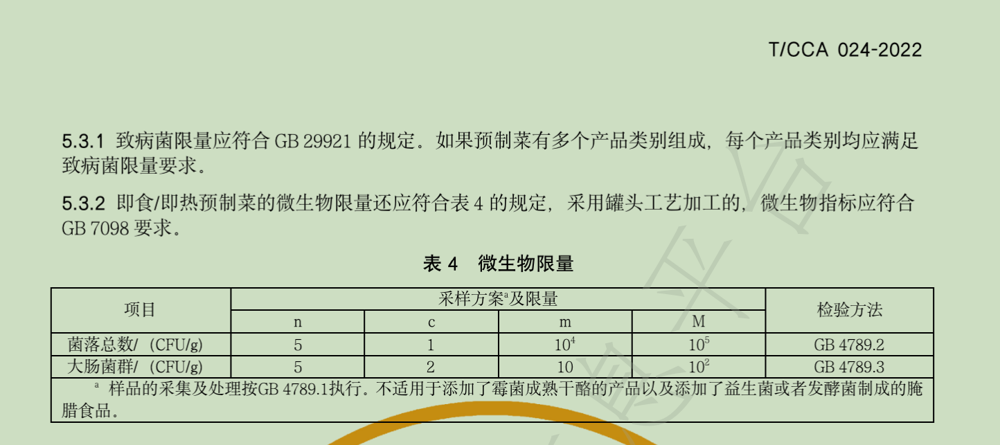 T/CCA 024-2022
5.3.1 致病菌限量应符合 GB 29921 的规定。如果预制菜有多个产品类别组成，每个产品类别均应满足
致病菌限量要求。
5.3.2 即食/即热预制菜的微生物限量还应符合表 4 的规定，采用罐头工艺加工的，微生物指标应符合
GB 7098 要求。
表 4 微生物限量
项目 采样方案ᵃ及限量 检验方法
n c m M
菌落总数/（CFU/g) 5 1 10⁴ 10⁵ GB 4789.2
大肠菌群/（CFU/g) 5 2 10 10² GB 4789.3
ᵃ 样品的采集及处理按GB 4789.1执行。不适用于添加了霉菌成熟干酪的产品以及添加了益生菌或者发酵菌制成的腌
腊食品。
台
平
息